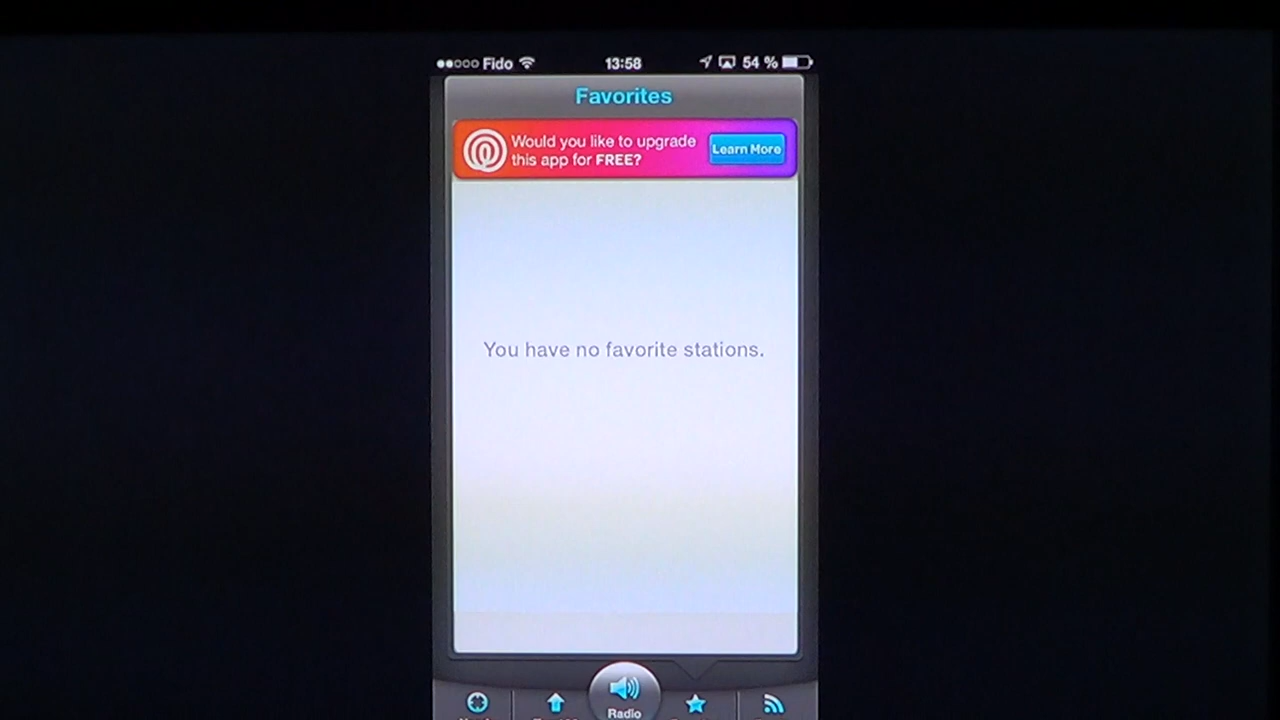 Fido 13:58 54 %
Favorites
Would you like to upgrade
this app for FREE?
Learn More
You have no favorite stations.
Radio